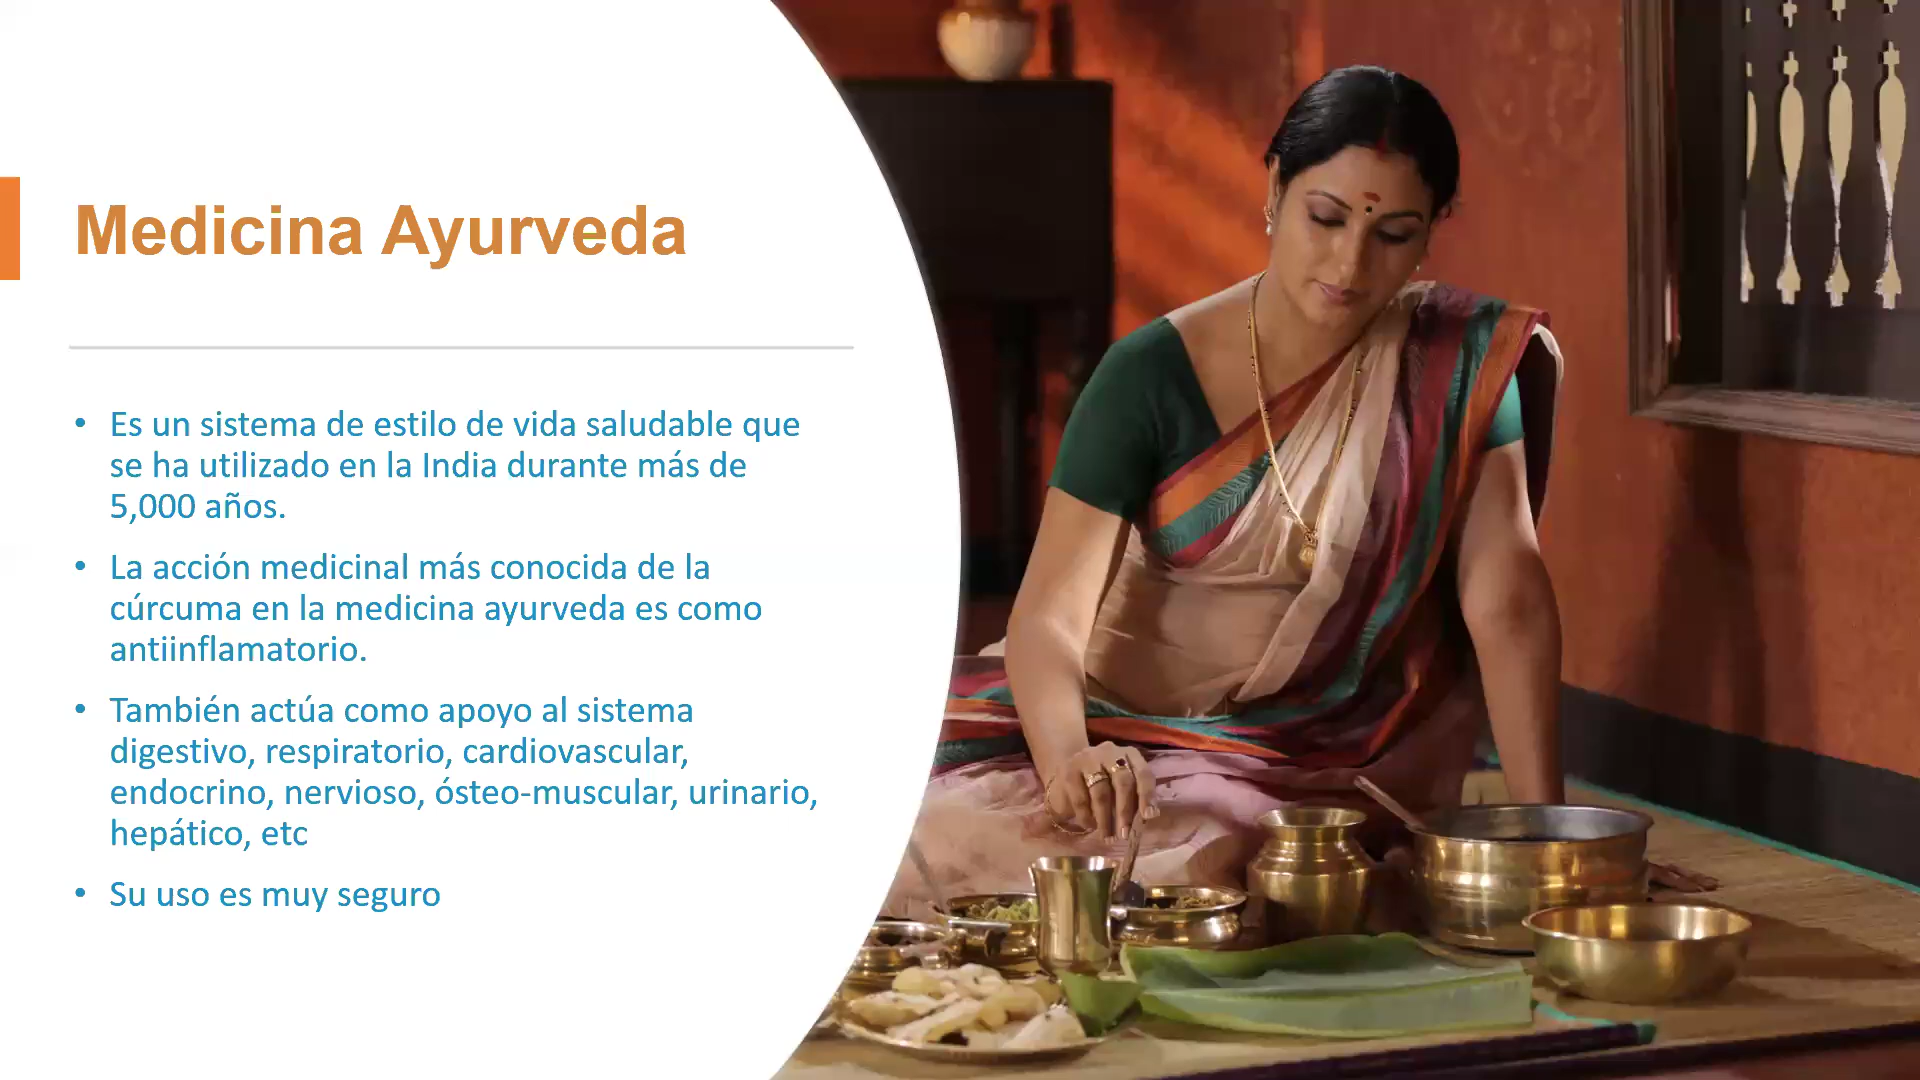 Medicina Ayurveda
• Es un sistema de estilo de vida saludable que
se ha utilizado en la India durante más de
5,000 años.
• La acción medicinal más conocida de la
cúrcuma en la medicina ayurveda es como
antiinflamatorio.
• También actúa como apoyo al sistema
digestivo, respiratorio, cardiovascular,
endocrino, nervioso, ósteo-muscular, urinario,
hepático, etc
• Su uso es muy seguro